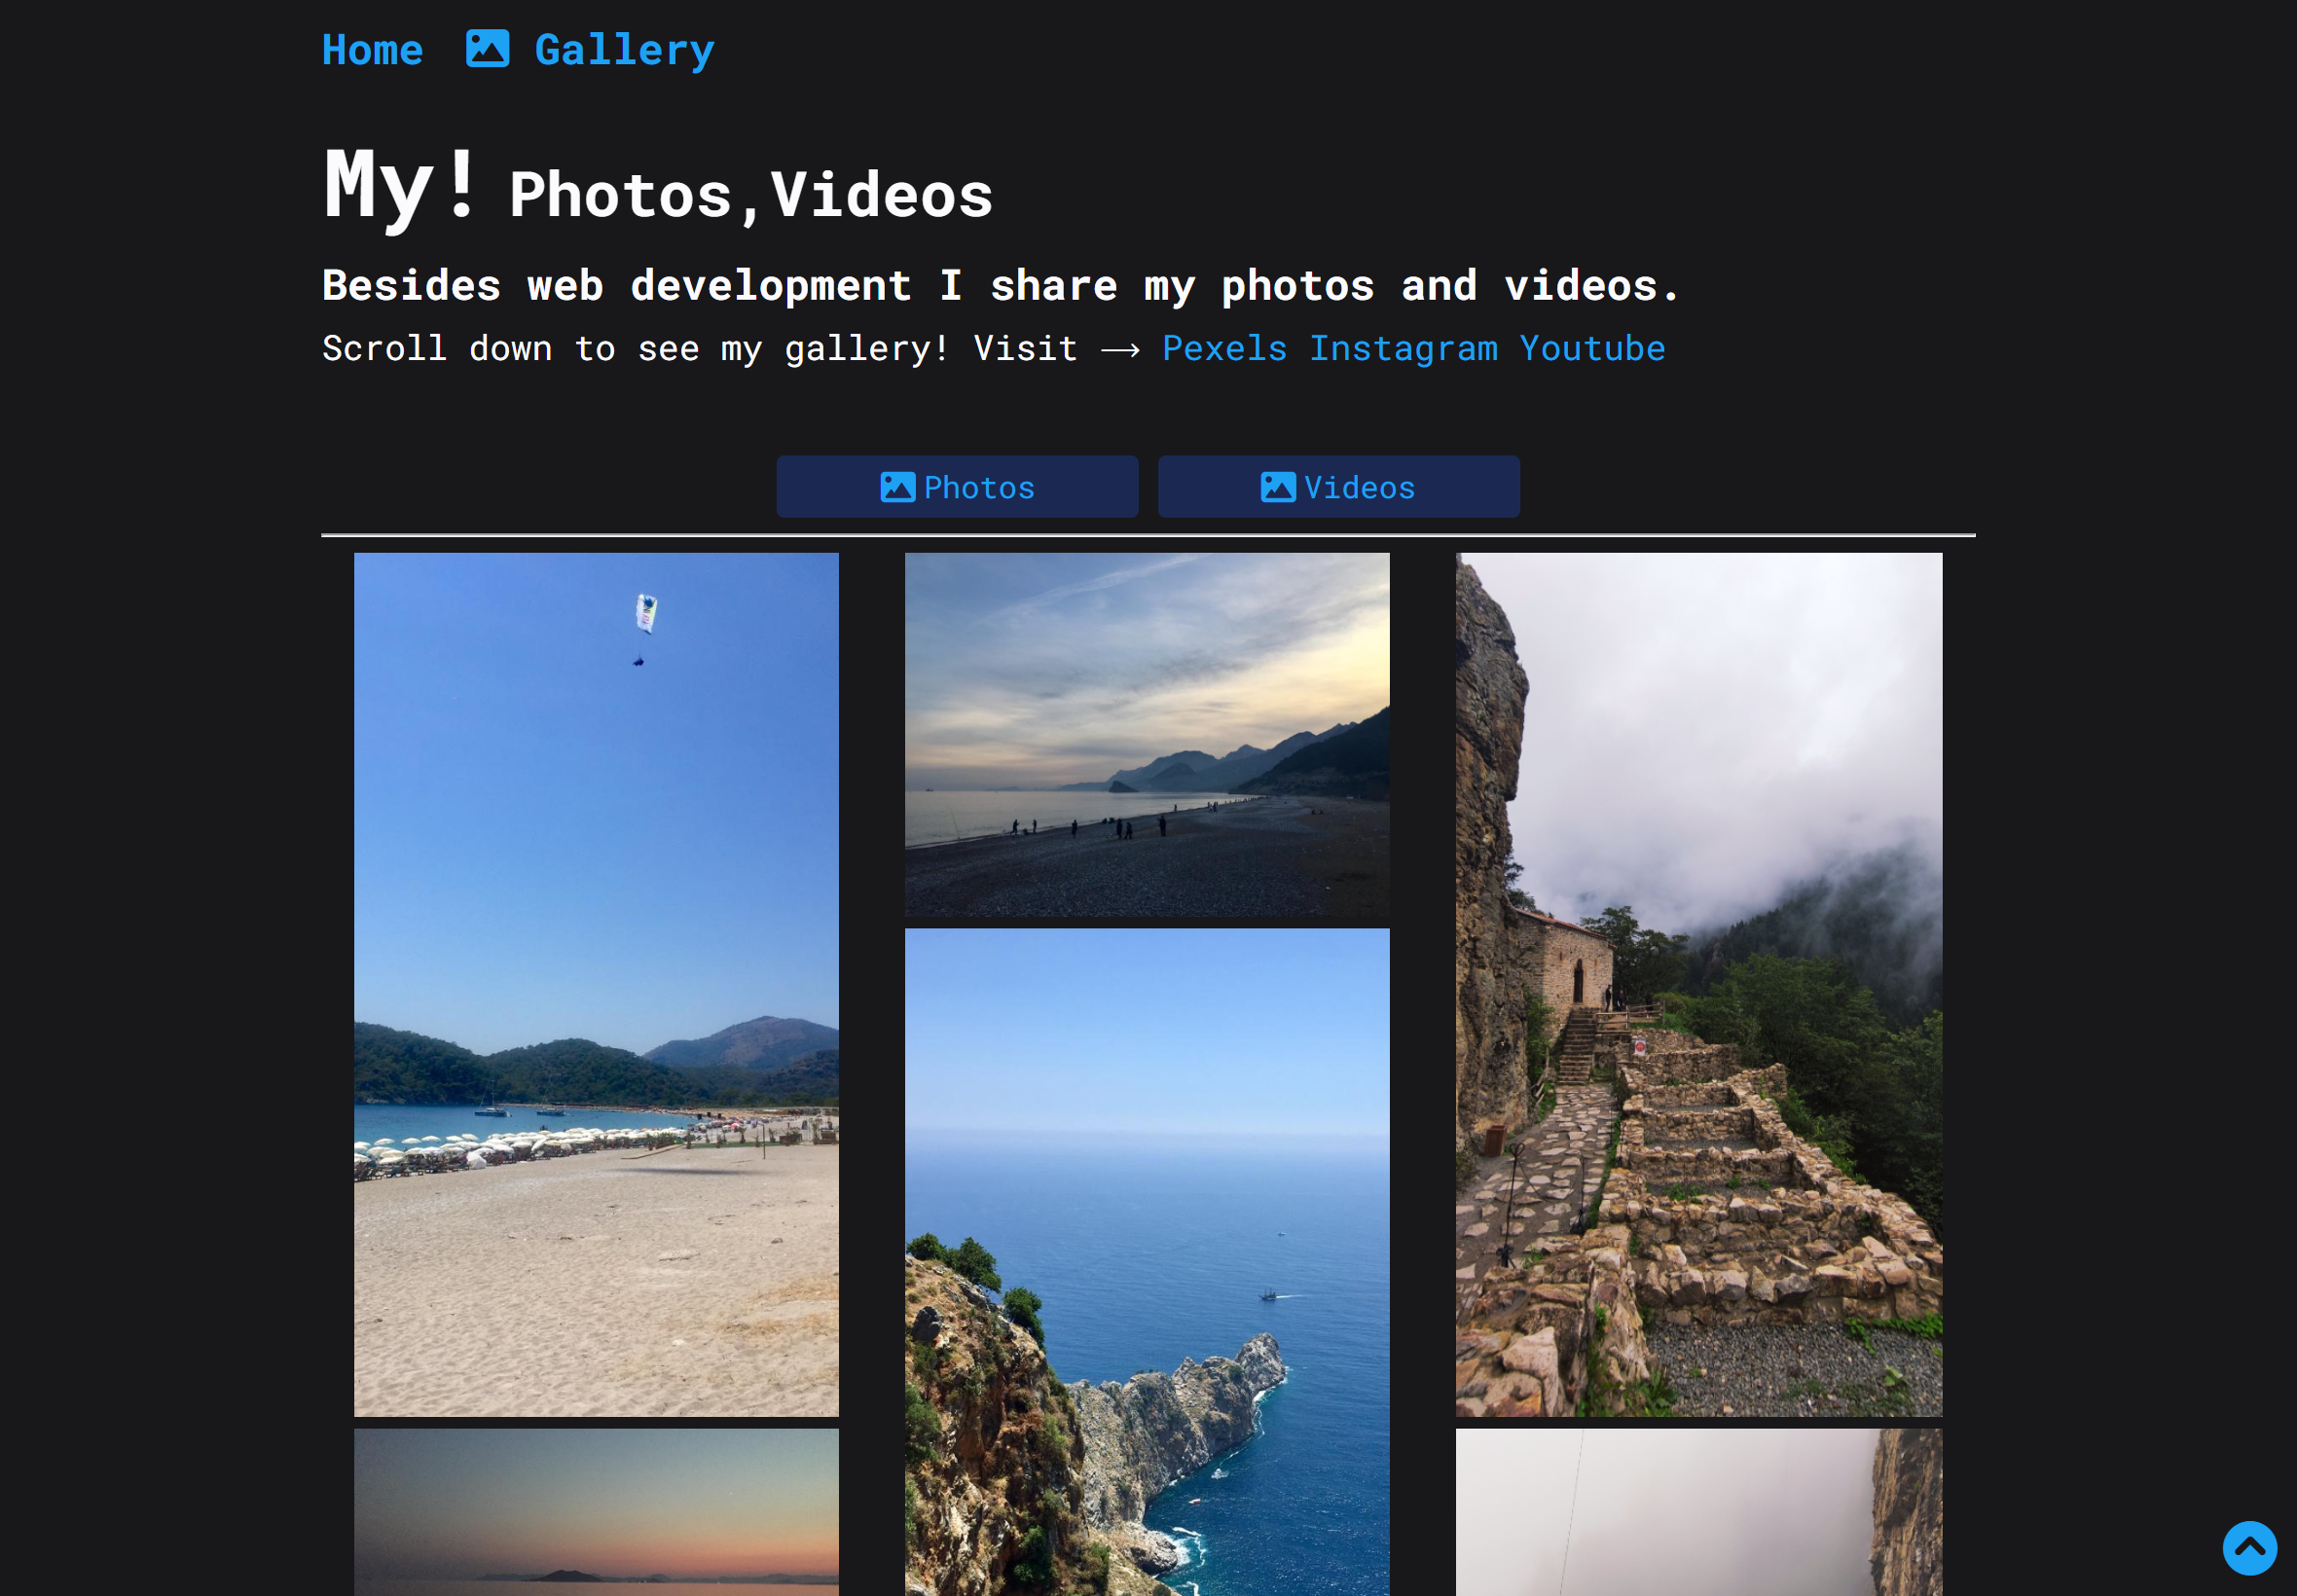 Home Gallery
My! Photos,Videos
Besides web development I share my photos and videos.
Scroll down to see my gallery! Visit ⟶ Pexels Instagram Youtube
Photos Videos